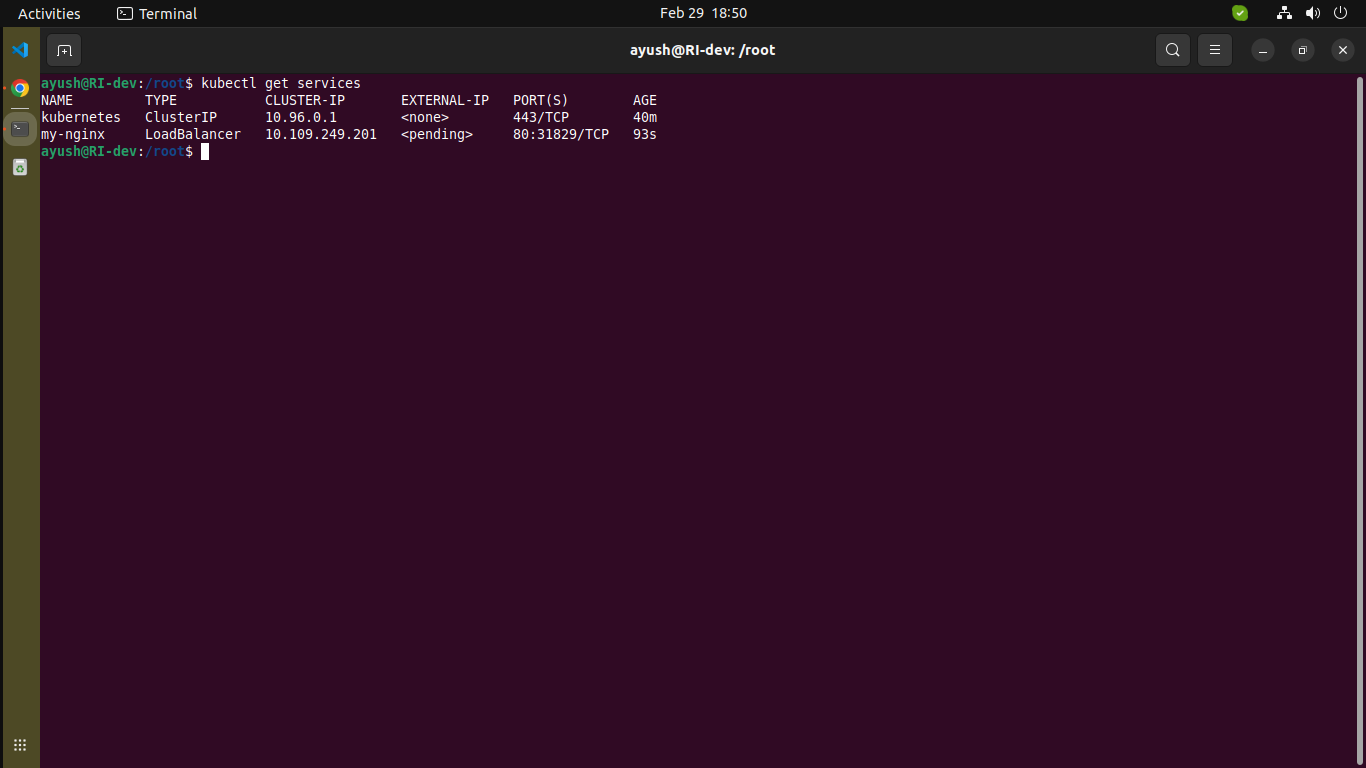 Activities Terminal Feb 29 18:50
ayush@RI-dev: /root
ayush@RI-dev:/root$ kubectl get services
NAME TYPE CLUSTER-IP EXTERNAL-IP PORT(S) AGE
kubernetes ClusterIP 10.96.0.1 <none> 443/TCP 40m
my-nginx LoadBalancer 10.109.249.201 <pending> 80:31829/TCP 93s
ayush@RI-dev:/root$